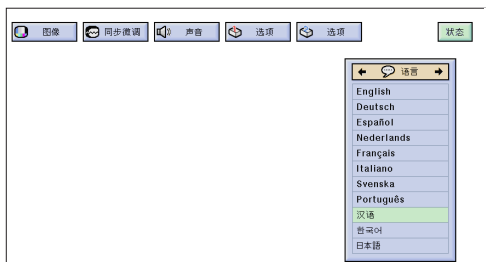 图像 同步微调 声音 选项 选项 状态
语言
English
Deutsch
Español
Nederlands
Français
Italiano
Svenska
Português
汉语
한국어
日本語